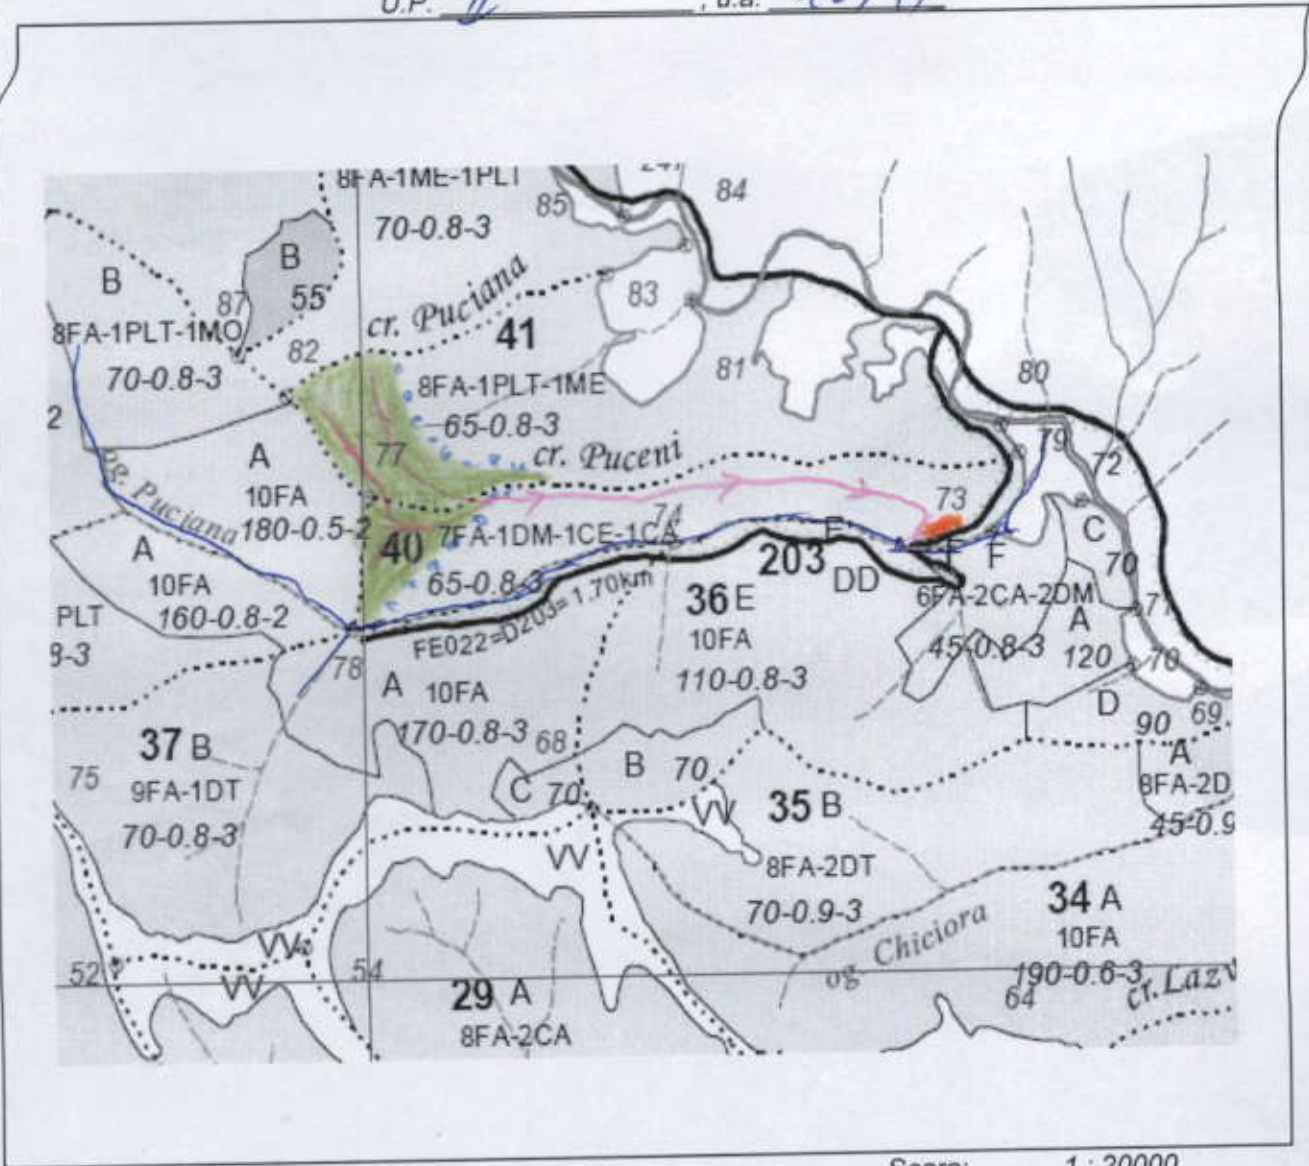 U.P. II , u.a.
8FA-1ME-1PLT
84
85
70-0.8-3
B
B
83
87
55
cr. Puciana
41
8FA-1PLT-1MO
82
81
80
70-0.8-3
8FA-1PLT-1ME
2
65-0.8-3
79
A
77
cr. Puceni
72
og. Puciana
10FA
73
180-0.5-2
74
C
A
40
7FA-1DM-1CE-1CA
F
F
F
10FA
65-0.8-3
203
DD
70
160-0.8-2
36 E
6FA-2CA-2DM
PLT
FE022=D203= 1.70km
10FA
A
71
8-3
45-0.8-3
78
A
10FA
110-0.8-3
120
70
170-0.8-3
68
D
69
37 B
B
70
90
A
75
9FA-1DT
C
70
VV
35 B
8FA-2D
70-0.8-3
45-0.9
VV
8FA-2DT
70-0.9-3
34 A
og. Chiciora
10FA
VV
52
54
190-0.6-3
VV
29 A
64
cr. Lazu
8FA-2CA
Scara: 1 : 20000